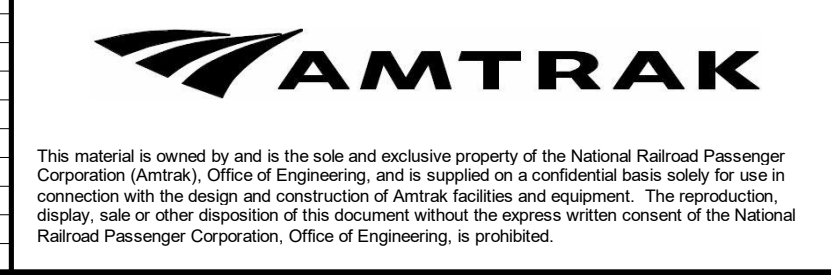 AMTRAK
This material is owned by and is the sole and exclusive property of the National Railroad Passenger
Corporation (Amtrak), Office of Engineering, and is supplied on a confidential basis solely for use in
connection with the design and construction of Amtrak facilities and equipment.  The reproduction,
display, sale or other disposition of this document without the express written consent of the National
Railroad Passenger Corporation, Office of Engineering, is prohibited.